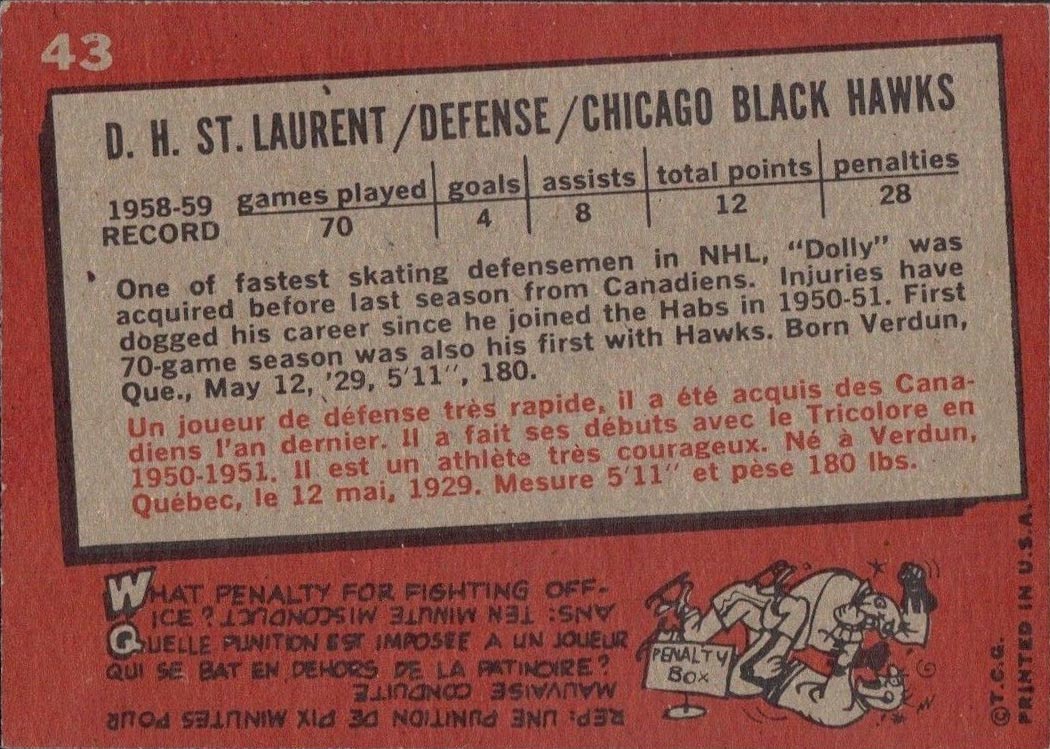 43
D. H. ST. LAURENT / DEFENSE / CHICAGO BLACK HAWKS
games played goals assists total points penalties
1958-59 RECORD 70 4 8 12 28
One of fastest skating defensemen in NHL, "Dolly" was
acquired before last season from Canadiens. Injuries have
dogged his career since he joined the Habs in 1950-51. First
70-game season was also his first with Hawks. Born Verdun,
Que., May 12, '29, 5'11", 180.
Un joueur de défense très rapide, il a été acquis des Cana-
diens l'an dernier. Il a fait ses débuts avec le Tricolore en
1950-1951. Il est un athlète très courageux. Né à Verdun,
Québec, le 12 mai, 1929. Mesure 5'11" et pèse 180 lbs.
WHAT PENALTY FOR FIGHTING OFF-
ICE?
ANS: TEN MINUTE MISCONDUCT
QUELLE PUNITION EST IMPOSÉE A UN JOUEUR
QUI SE BAT EN DEHORS DE LA PATINOIRE?
REP: UNE PUNITION DE DIX MINUTES POUR
MAUVAISE CONDUITE
PENALTY
BOX
©T.C.G.
PRINTED IN U.S.A.